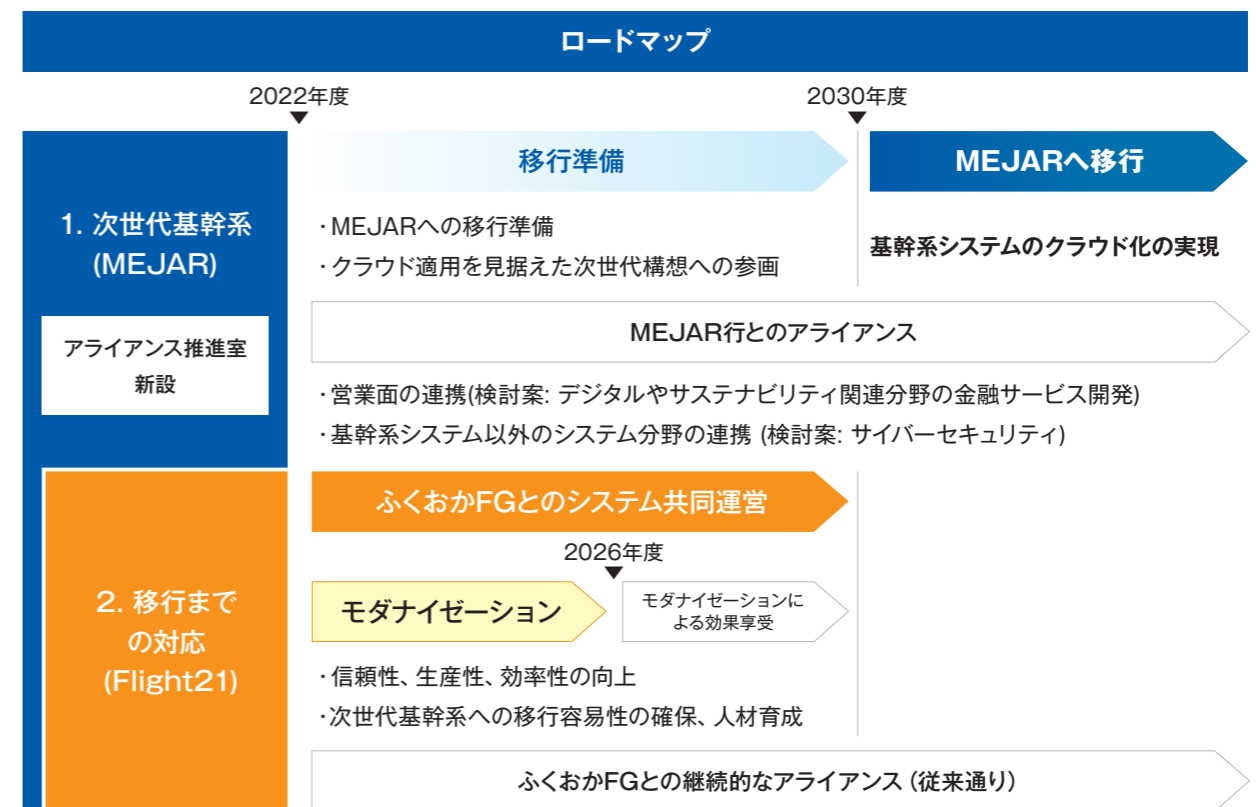 ロードマップ
2022年度
2030年度
1. 次世代基幹系
(MEJAR)
アライアンス推進室
新設
移行準備
MEJARへ移行
・MEJARへの移行準備
・クラウド適用を見据えた次世代構想への参画
基幹系システムのクラウド化の実現
MEJAR行とのアライアンス
・営業面の連携(検討案: デジタルやサステナビリティ関連分野の金融サービス開発)
・基幹系システム以外のシステム分野の連携 (検討案: サイバーセキュリティ)
2. 移行まで
の対応
(Flight21)
ふくおかFGとのシステム共同運営
2026年度
モダナイゼーション
モダナイゼーションに
よる効果享受
・信頼性、生産性、効率性の向上
・次世代基幹系への移行容易性の確保、人材育成
ふくおかFGとの継続的なアライアンス (従来通り)